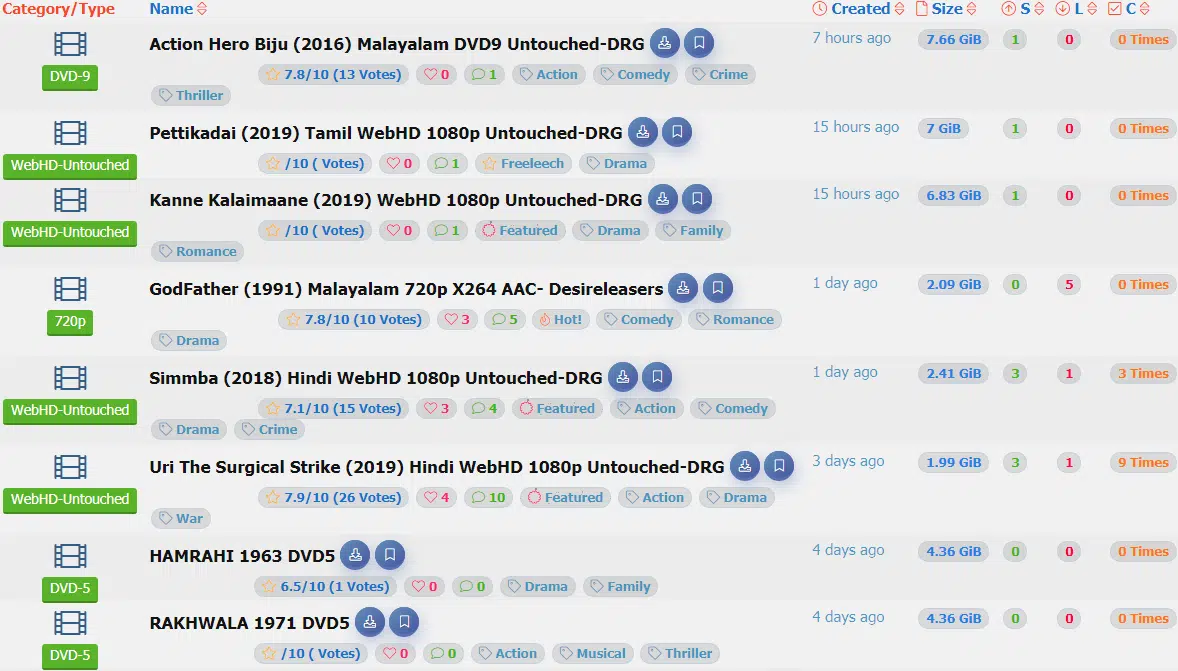 Category/Type Name Created Size S L C
Action Hero Biju (2016) Malayalam DVD9 Untouched-DRG 7 hours ago 7.66 GiB 1 0 0 Times
DVD-9 7.8/10 (13 Votes) 0 1 Action Comedy Crime
Thriller
Pettikadai (2019) Tamil WebHD 1080p Untouched-DRG 15 hours ago 7 GiB 1 0 0 Times
WebHD-Untouched /10 ( Votes) 0 1 Freeleech Drama
Kanne Kalaimaane (2019) WebHD 1080p Untouched-DRG 15 hours ago 6.83 GiB 1 0 0 Times
WebHD-Untouched /10 ( Votes) 0 1 Featured Drama Family
Romance
GodFather (1991) Malayalam 720p X264 AAC- Desireleasers 1 day ago 2.09 GiB 0 5 0 Times
720p 7.8/10 (10 Votes) 3 5 Hot! Comedy Romance
Drama
Simmba (2018) Hindi WebHD 1080p Untouched-DRG 1 day ago 2.41 GiB 3 1 3 Times
WebHD-Untouched 7.1/10 (15 Votes) 3 4 Featured Action Comedy
Drama Crime
Uri The Surgical Strike (2019) Hindi WebHD 1080p Untouched-DRG 3 days ago 1.99 GiB 3 1 9 Times
WebHD-Untouched 7.9/10 (26 Votes) 4 10 Featured Action Drama
War
HAMRAHI 1963 DVD5 4 days ago 4.36 GiB 0 0 0 Times
DVD-5 6.5/10 (1 Votes) 0 0 Drama Family
RAKHWALA 1971 DVD5 4 days ago 4.36 GiB 0 0 0 Times
DVD-5 /10 ( Votes) 0 0 Action Musical Thriller